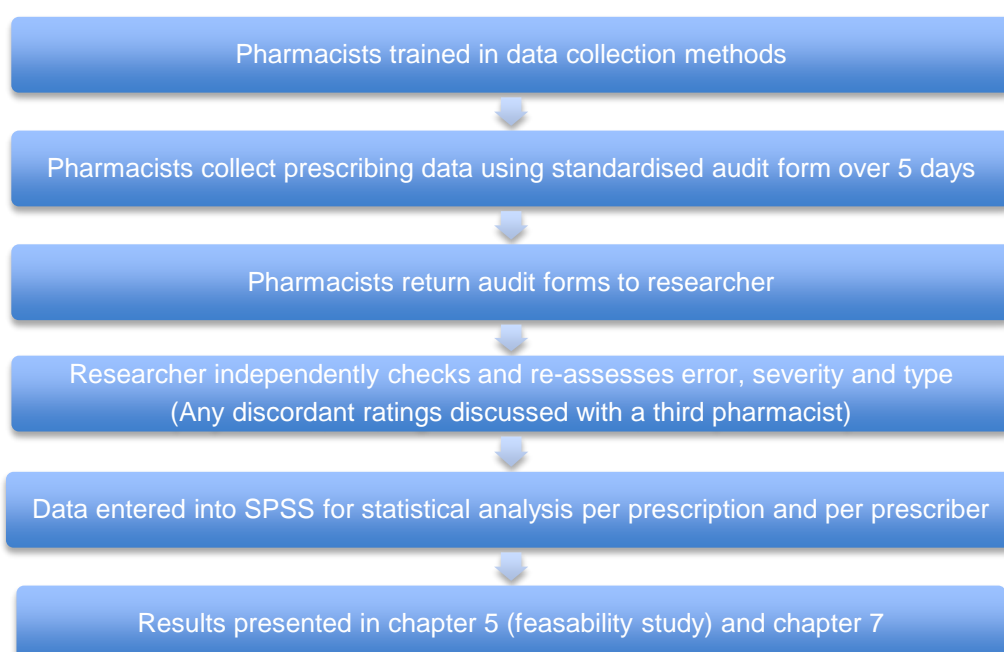 Pharmacists trained in data collection methods
Pharmacists collect prescribing data using standardised audit form over 5 days
Pharmacists return audit forms to researcher
Researcher independently checks and re-assesses error, severity and type
(Any discordant ratings discussed with a third pharmacist)
Data entered into SPSS for statistical analysis per prescription and per prescriber
Results presented in chapter 5 (feasability study) and chapter 7